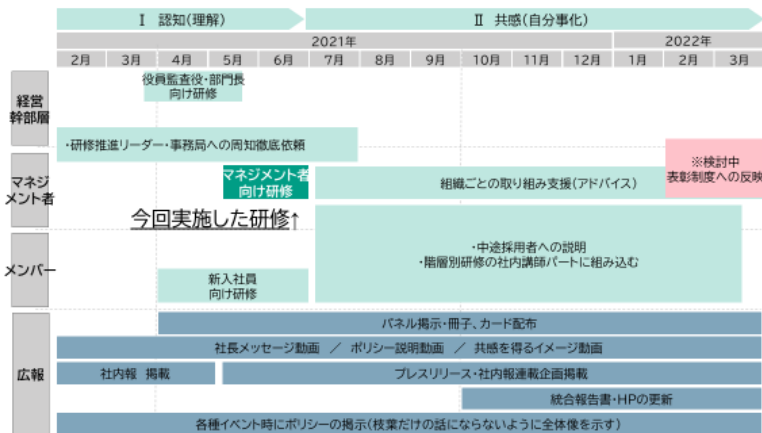 Ⅰ 認知(理解)
Ⅱ 共感(自分事化)
2021年
2022年
2月 3月 4月 5月 6月 7月 8月 9月 10月 11月 12月 1月 2月 3月
経営
幹部層
役員監査役・部門長
向け研修
・研修推進リーダー・事務局への周知徹底依頼
マネジ
メント者
マネジメント者
向け研修
組織ごとの取り組み支援(アドバイス)
※検討中
表彰制度への反映
今回実施した研修↑
メンバー
・中途採用者への説明
・階層別研修の社内講師パートに組み込む
新入社員
向け研修
広報
パネル掲示・冊子、カード配布
社長メッセージ動画 / ポリシー説明動画 / 共感を得るイメージ動画
社内報 掲載
プレスリリース・社内報連載企画掲載
統合報告書・HPの更新
各種イベント時にポリシーの掲示(枝葉だけの話にならないように全体像を示す)